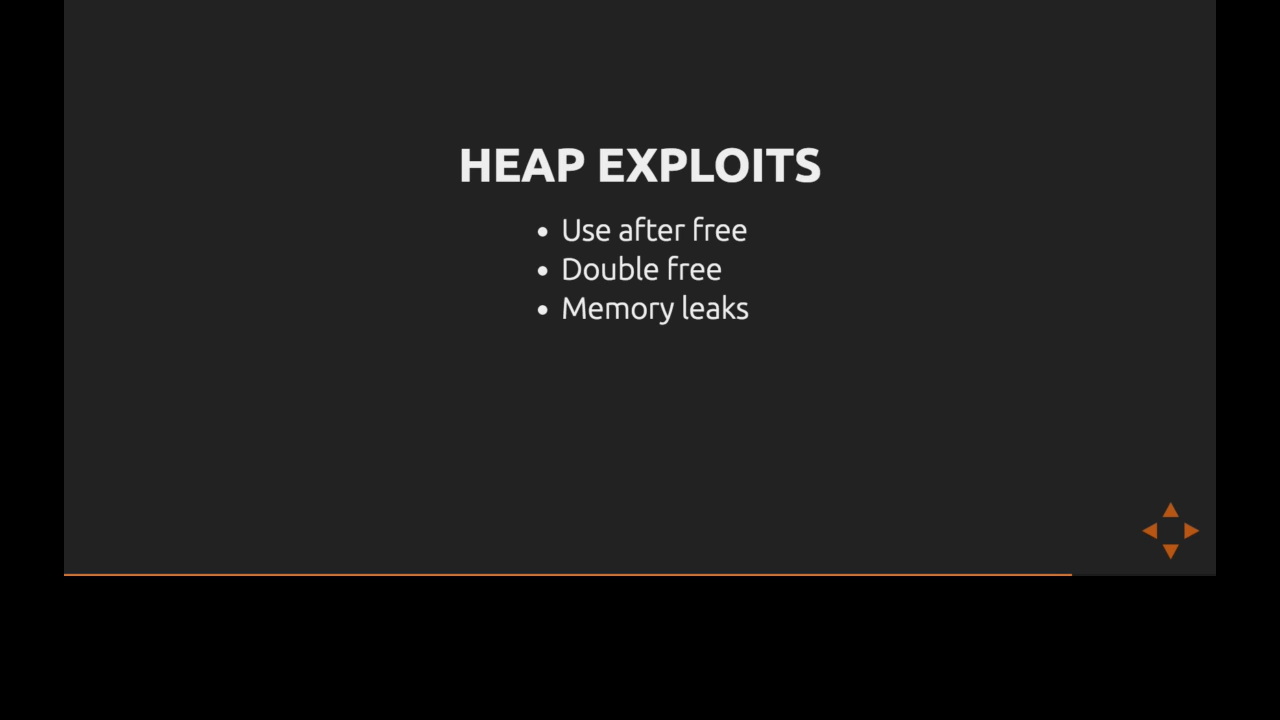 HEAP EXPLOITS
• Use after free
• Double free
• Memory leaks